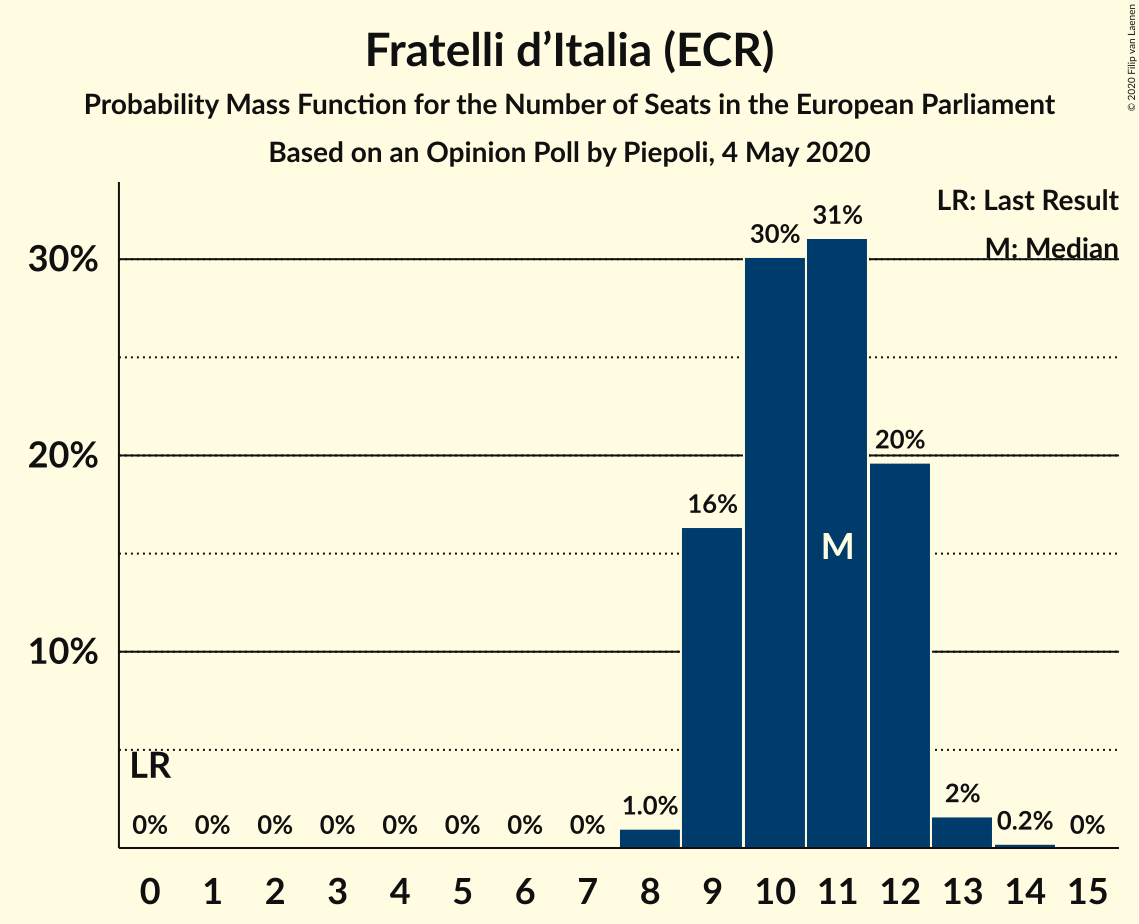 Fratelli d’Italia (ECR)
Probability Mass Function for the Number of Seats in the European Parliament
Based on an Opinion Poll by Piepoli, 4 May 2020
© 2020 Filip van Laenen
LR: Last Result
M: Median
30%
20%
10%
31%
30%
20%
16%
M
LR
0% 0% 0% 0% 0% 0% 0% 0% 1.0% 2% 0.2% 0%
0 1 2 3 4 5 6 7 8 9 10 11 12 13 14 15